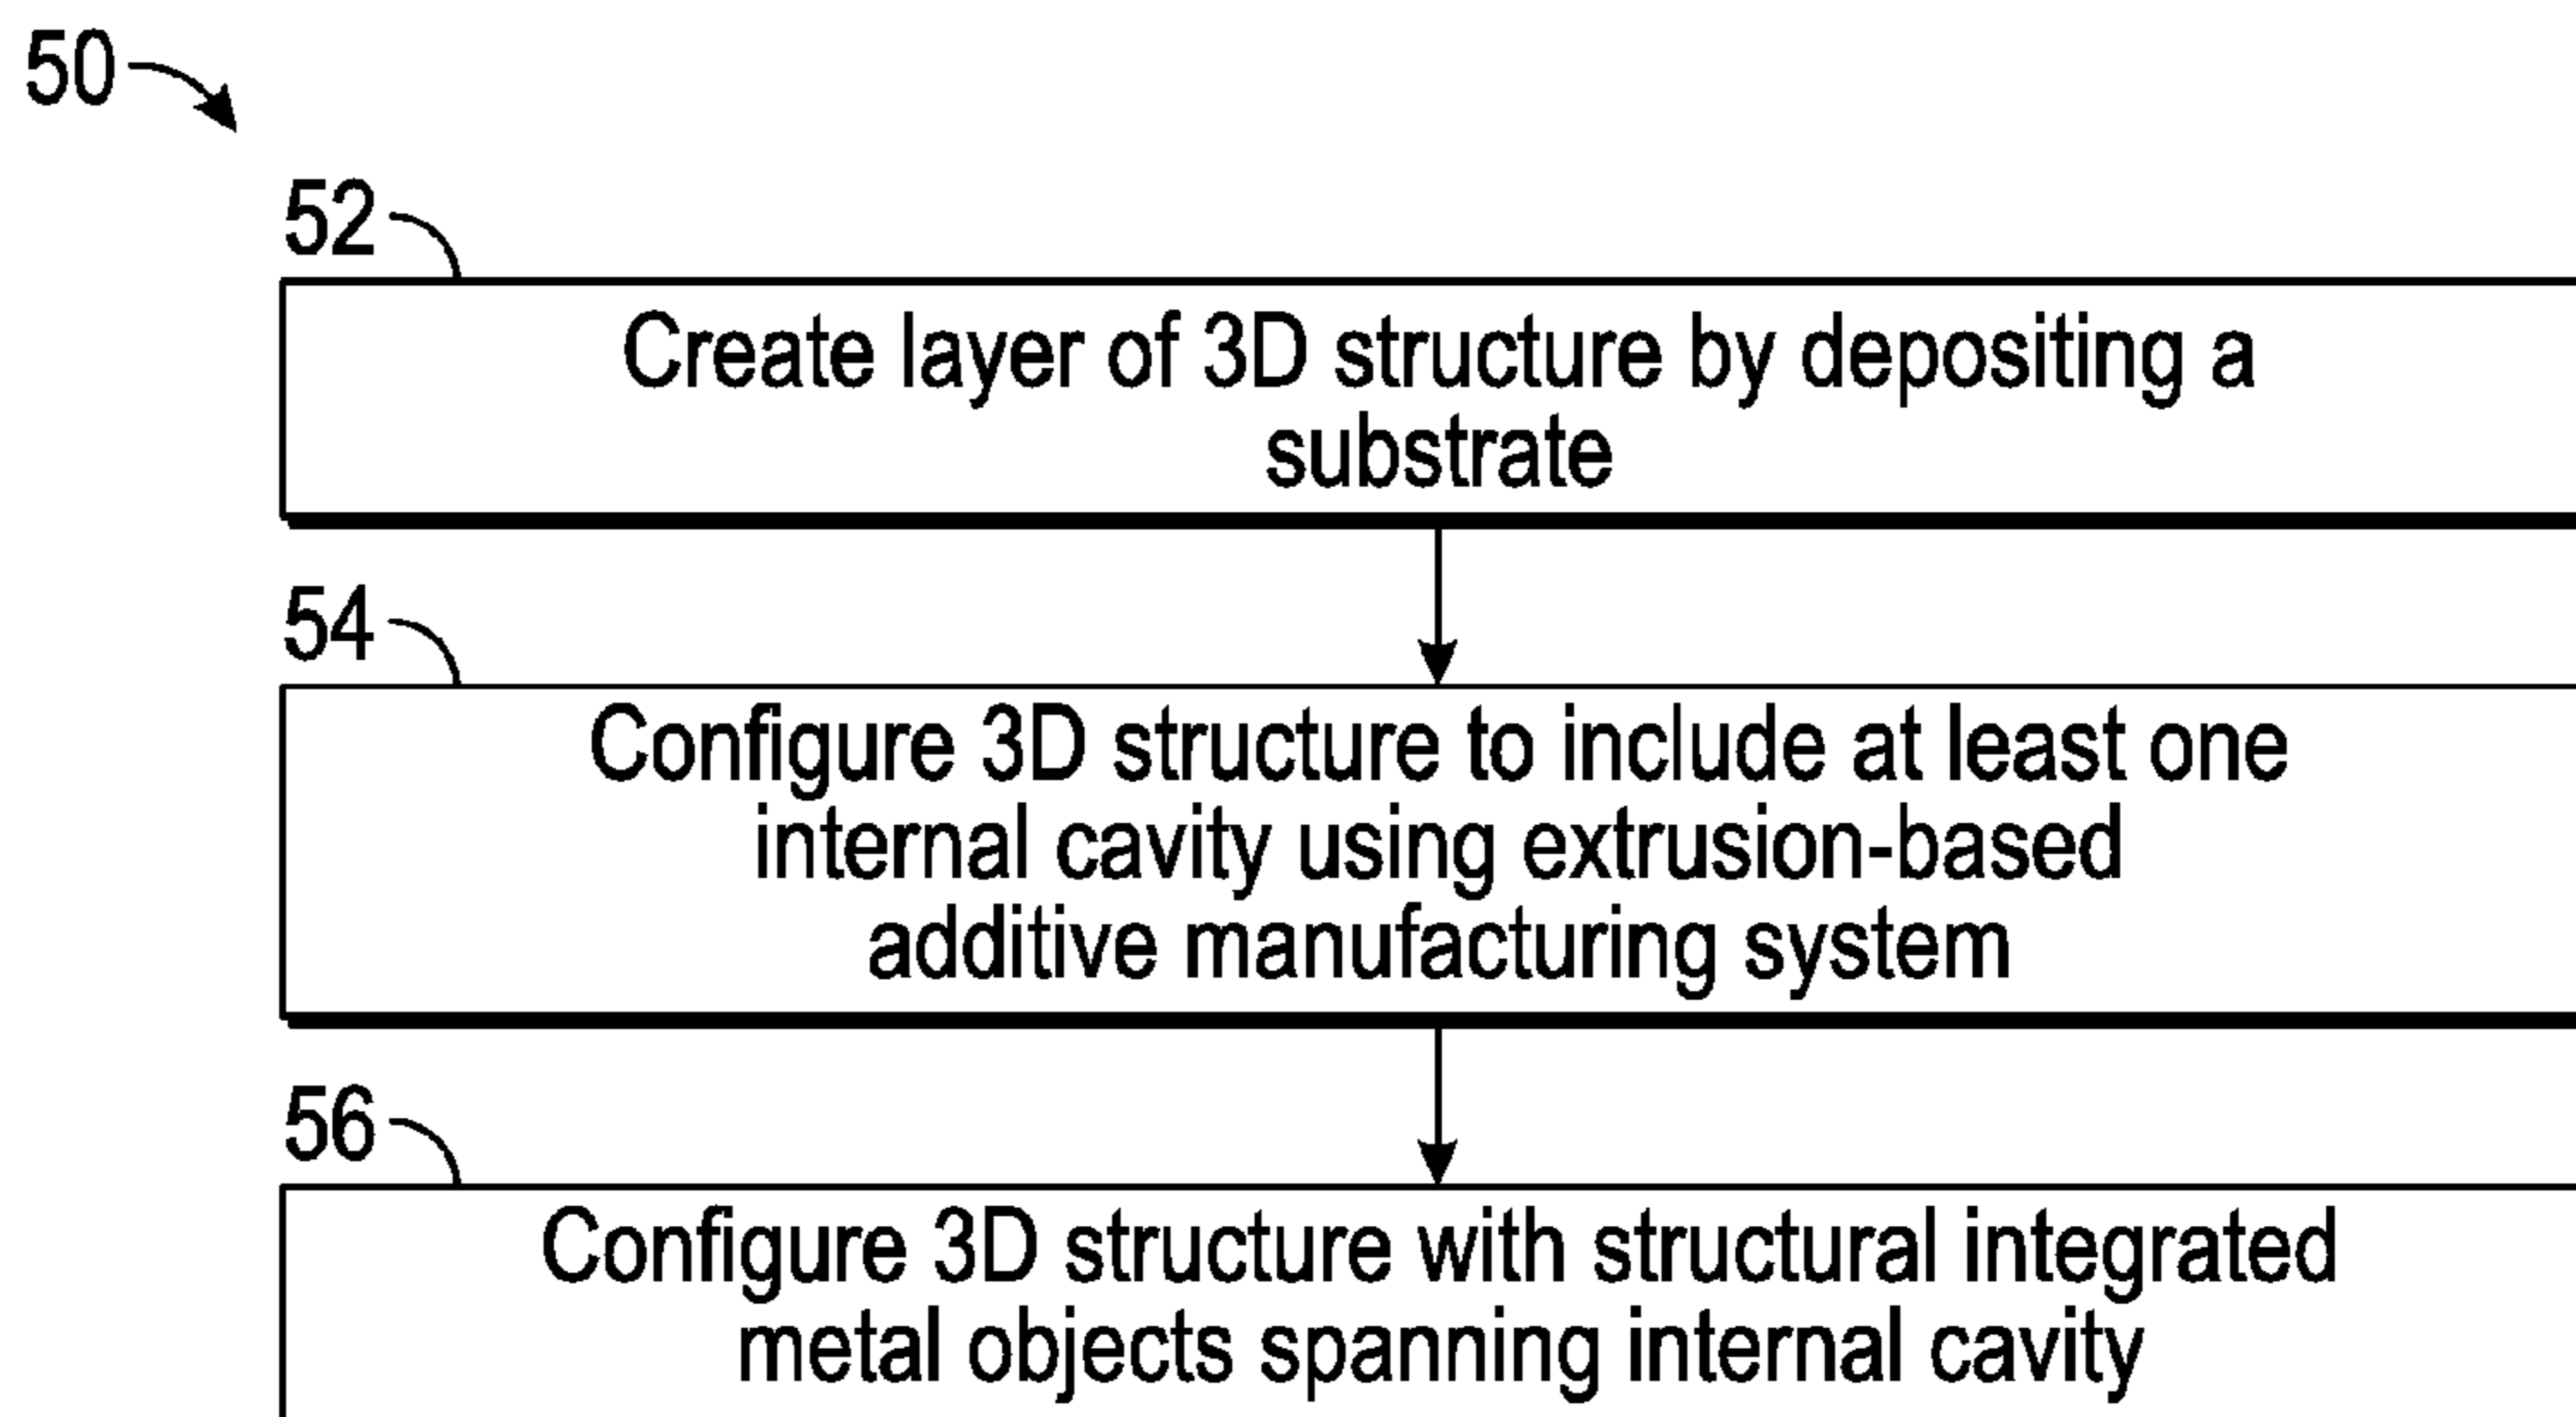 50
52
Create layer of 3D structure by depositing a
substrate
54
Configure 3D structure to include at least one
internal cavity using extrusion-based
additive manufacturing system
56
Configure 3D structure with structural integrated
metal objects spanning internal cavity